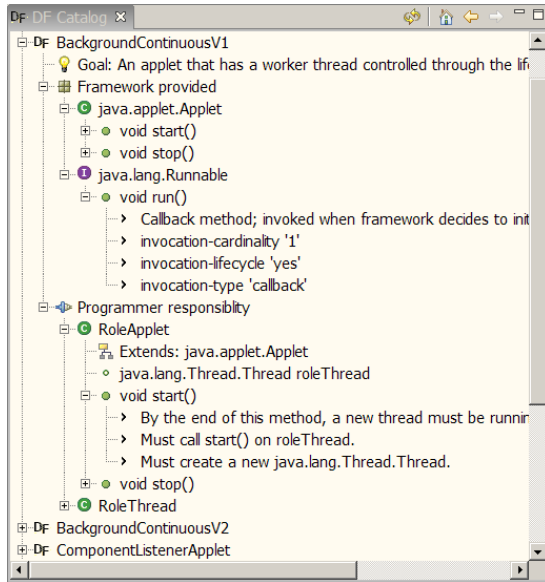 DF DF Catalog
DF BackgroundContinuousV1
Goal: An applet that has a worker thread controlled through the
Framework provided
C java.applet.Applet
void start()
void stop()
I java.lang.Runnable
void run()
Callback method; invoked when framework decides to
invocation-cardinality '1'
invocation-lifecycle 'yes'
invocation-type 'callback'
Programmer responsiblity
C RoleApplet
Extends: java.applet.Applet
java.lang.Thread.Thread roleThread
void start()
By the end of this method, a new thread must be
Must call start() on roleThread.
Must create a new java.lang.Thread.Thread.
void stop()
C RoleThread
DF BackgroundContinuousV2
DF ComponentListenerApplet